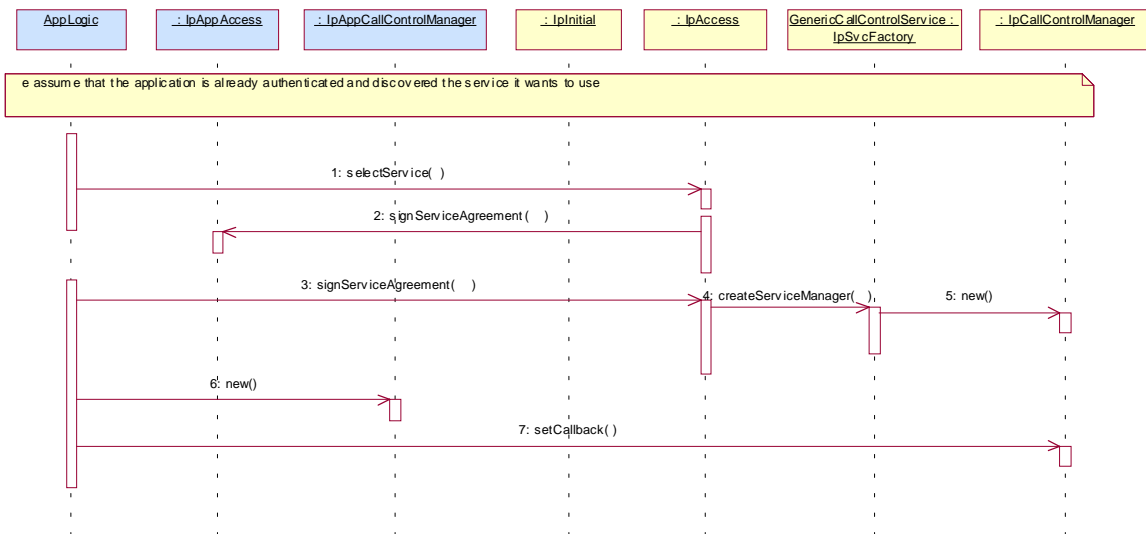 AppLogic
: IpAppAccess
: IpAppCallControlManager
: IpInitial
: IpAccess
GenericCallControlService :
IpSvcFactory
: IpCallControlManager
e assume that the application is already authenticated and discovered the service it wants to use
1: selectService( )
2: signServiceAgreement( )
3: signServiceAgreement( )
4: createServiceManager( )
5: new()
6: new()
7: setCallback( )